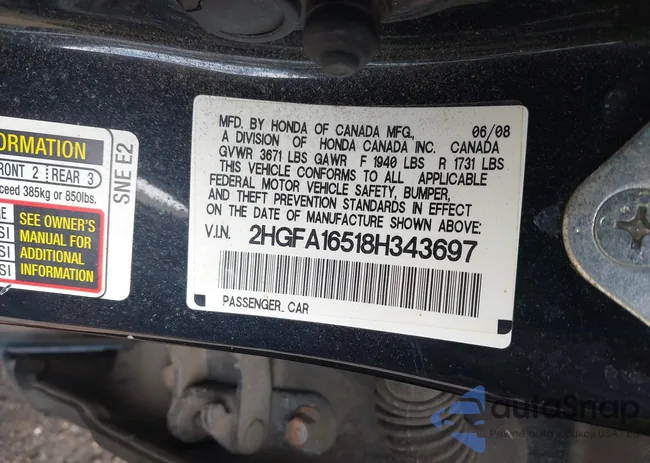 ORMATION
FRONT 2 REAR 3
ceed 385kg or 850lbs.
SEE OWNER'S
MANUAL FOR
ADDITIONAL
INFORMATION
SNE E2
MFD. BY HONDA OF CANADA MFG., 06/08
A DIVISION OF HONDA CANADA INC. CANADA
GVWR 3671 LBS GAWR F 1940 LBS R 1731 LBS
THIS VEHICLE CONFORMS TO ALL APPLICABLE
FEDERAL MOTOR VEHICLE SAFETY, BUMPER,
AND THEFT PREVENTION STANDARDS IN EFFECT
ON THE DATE OF MANUFACTURE SHOWN ABOVE:
V.I.N. 2HGFA16518H343697
PASSENGER CAR
autoSnap